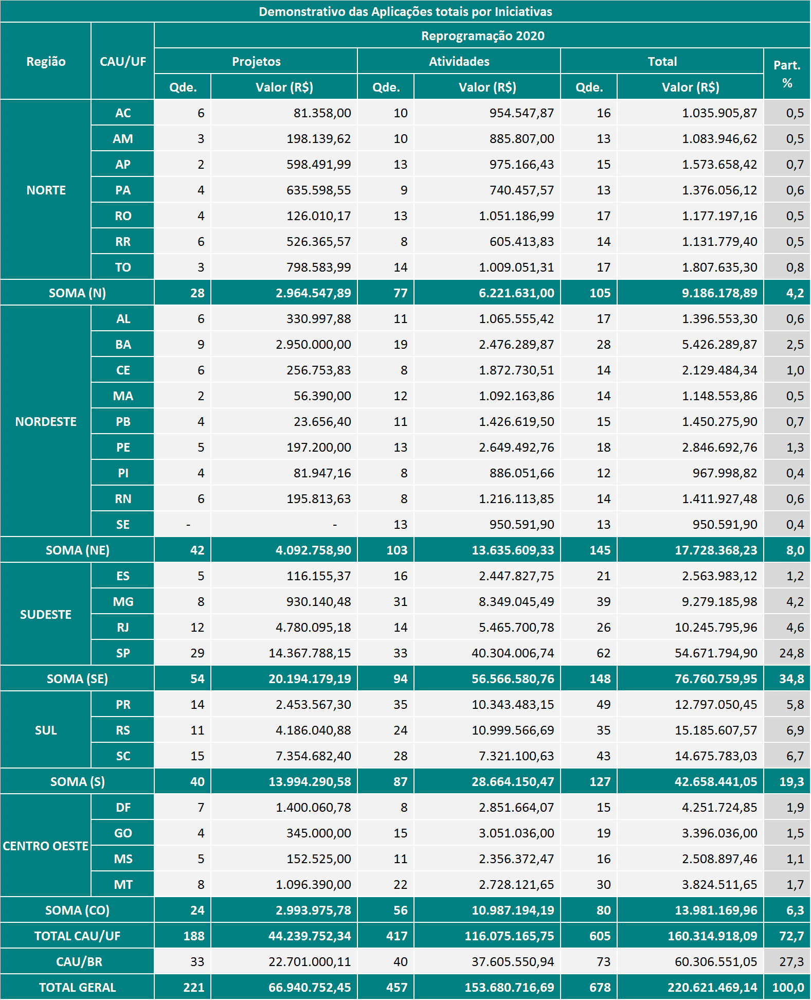 Demonstrativo das Aplicações totais por Iniciativas
Região CAU/UF Reprogramação 2020
Projetos Atividades Total Part. %
Qde. Valor (R$) Qde. Valor (R$) Qde. Valor (R$)
NORTE
AC 6 81.358,00 10 954.547,87 16 1.035.905,87 0,5
AM 3 198.139,62 10 885.807,00 13 1.083.946,62 0,5
AP 2 598.491,99 13 975.166,43 15 1.573.658,42 0,7
PA 4 635.598,55 9 740.457,57 13 1.376.056,12 0,6
RO 4 126.010,17 13 1.051.186,99 17 1.177.197,16 0,5
RR 6 526.365,57 8 605.413,83 14 1.131.779,40 0,5
TO 3 798.583,99 14 1.009.051,31 17 1.807.635,30 0,8
SOMA (N) 28 2.964.547,89 77 6.221.631,00 105 9.186.178,89 4,2
NORDESTE
AL 6 330.997,88 11 1.065.555,42 17 1.396.553,30 0,6
BA 9 2.950.000,00 19 2.476.289,87 28 5.426.289,87 2,5
CE 6 256.753,83 8 1.872.730,51 14 2.129.484,34 1,0
MA 2 56.390,00 12 1.092.163,86 14 1.148.553,86 0,5
PB 4 23.656,40 11 1.426.619,50 15 1.450.275,90 0,7
PE 5 197.200,00 13 2.649.492,76 18 2.846.692,76 1,3
PI 4 81.947,16 8 886.051,66 12 967.998,82 0,4
RN 6 195.813,63 8 1.216.113,85 14 1.411.927,48 0,6
SE - - 13 950.591,90 13 950.591,90 0,4
SOMA (NE) 42 4.092.758,90 103 13.635.609,33 145 17.728.368,23 8,0
SUDESTE
ES 5 116.155,37 16 2.447.827,75 21 2.563.983,12 1,2
MG 8 930.140,48 31 8.349.045,49 39 9.279.185,98 4,2
RJ 12 4.780.095,18 14 5.465.700,78 26 10.245.795,96 4,6
SP 29 14.367.788,15 33 40.304.006,74 62 54.671.794,90 24,8
SOMA (SE) 54 20.194.179,19 94 56.566.580,76 148 76.760.759,95 34,8
SUL
PR 14 2.453.567,30 35 10.343.483,15 49 12.797.050,45 5,8
RS 11 4.186.040,88 24 10.999.566,69 35 15.185.607,57 6,9
SC 15 7.354.682,40 28 7.321.100,63 43 14.675.783,03 6,7
SOMA (S) 40 13.994.290,58 87 28.664.150,47 127 42.658.441,05 19,3
CENTRO OESTE
DF 7 1.400.060,78 8 2.851.664,07 15 4.251.724,85 1,9
GO 4 345.000,00 15 3.051.036,00 19 3.396.036,00 1,5
MS 5 152.525,00 11 2.356.372,47 16 2.508.897,46 1,1
MT 8 1.096.390,00 22 2.728.121,65 30 3.824.511,65 1,7
SOMA (CO) 24 2.993.975,78 56 10.987.194,19 80 13.981.169,96 6,3
TOTAL CAU/UF 188 44.239.752,34 417 116.075.165,75 605 160.314.918,09 72,7
CAU/BR 33 22.701.000,11 40 37.605.550,94 73 60.306.551,05 27,3
TOTAL GERAL 221 66.940.752,45 457 153.680.716,69 678 220.621.469,14 100,0